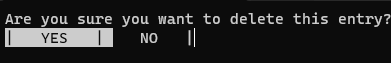 Are you sure you want to delete this entry?
|   YES   |   NO   |